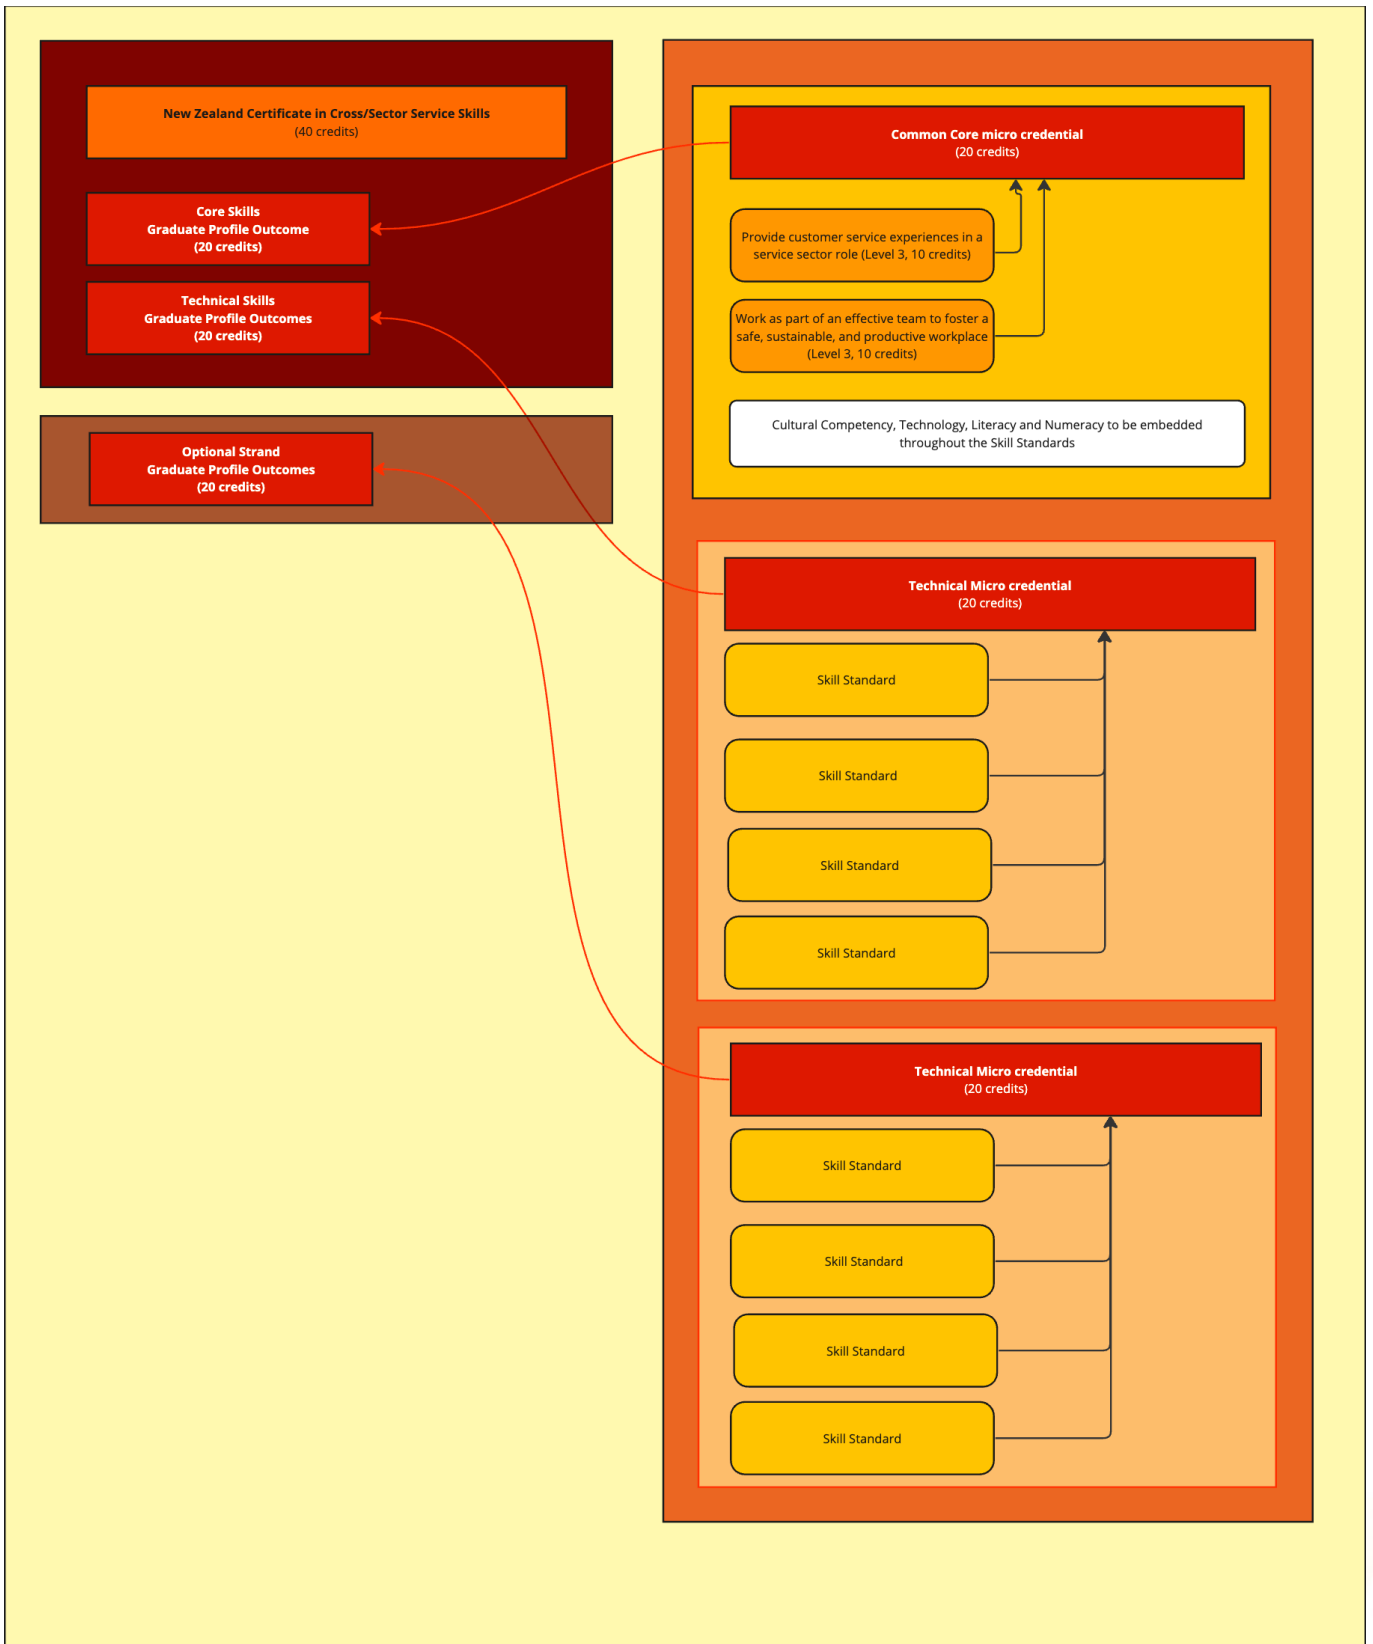 New Zealand Certificate in Cross/Sector Service Skills
(40 credits)
Core Skills
Graduate Profile Outcome
(20 credits)
Technical Skills
Graduate Profile Outcomes
(20 credits)
Optional Strand
Graduate Profile Outcomes
(20 credits)
Common Core micro credential
(20 credits)
Provide customer service experiences in a
service sector role (Level 3, 10 credits)
Work as part of an effective team to foster a
safe, sustainable, and productive workplace
(Level 3, 10 credits)
Cultural Competency, Technology, Literacy and Numeracy to be embedded
throughout the Skill Standards
Technical Micro credential
(20 credits)
Skill Standard
Skill Standard
Skill Standard
Skill Standard
Technical Micro credential
(20 credits)
Skill Standard
Skill Standard
Skill Standard
Skill Standard